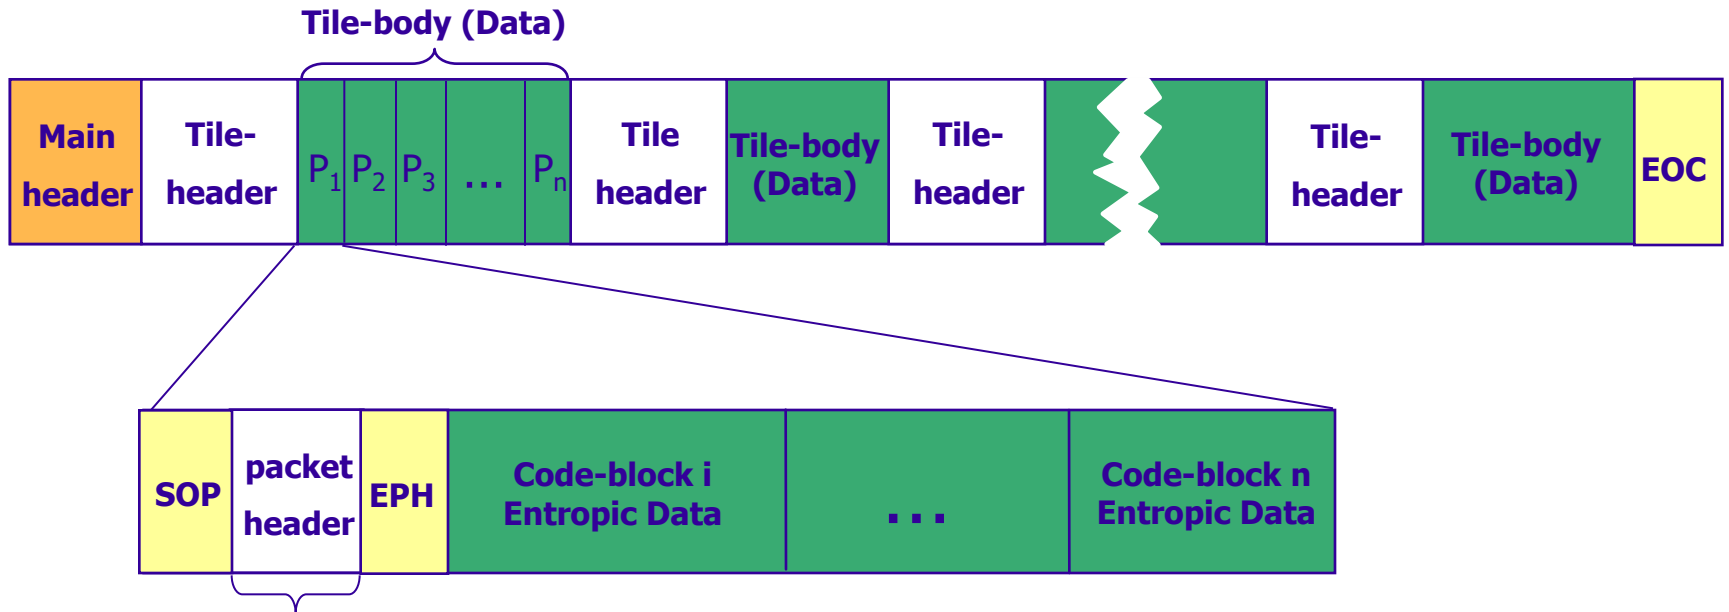 Tile-body (Data)
Main
header
Tile-
header
P1
P2
P3
...
Pn
Tile
header
Tile-body
(Data)
Tile-
header
Tile-
header
Tile-body
(Data)
EOC
SOP
packet
header
EPH
Code-block i
Entropic Data
...
Code-block n
Entropic Data